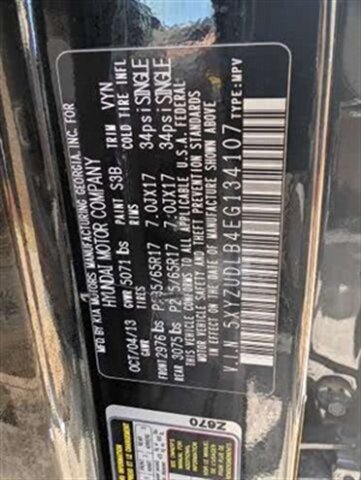 MFD BY KIA MOTORS MANUFACTURING GEORGIA, INC. FOR
HYUNDAI MOTOR COMPANY
OCT/04/13 PAINT S3B TRIM VYN
GVWR 5071 lbs
GAWR TIRES RIMS COLD TIRE INFL
FRONT 2976 lbs P235/65R17 7.0JX17 34psi SINGLE
REAR 3075 lbs P235/65R17 7.0JX17 34psi SINGLE
THIS VEHICLE CONFORMS TO ALL APPLICABLE U.S.A. FEDERAL
MOTOR VEHICLE SAFETY AND THEFT PREVENTION STANDARDS
IN EFFECT ON THE DATE OF MANUFACTURE SHOWN ABOVE.
V.I.N. 5XYZUDLB4EG134107 TYPE:MPV
Z670